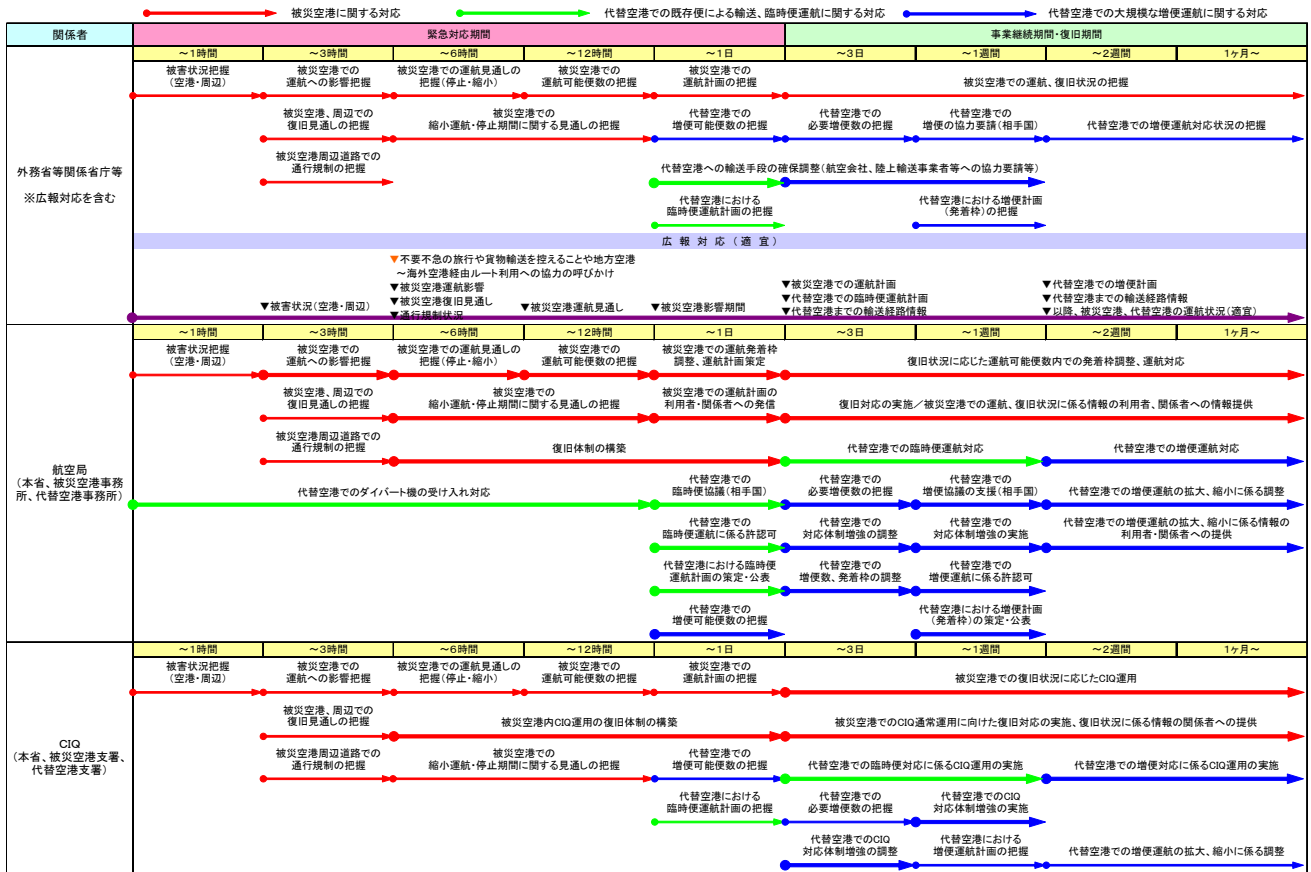 被災空港に関する対応
代替空港での既存便による輸送、臨時便運航に関する対応
代替空港での大規模な増便運航に関する対応
関係者
緊急対応期間
事業継続期間・復旧期間
～1時間
～3時間
～6時間
～12時間
～1日
～3日
～1週間
～2週間
1ヶ月～
外務省等関係省庁等
※広報対応を含む
被害状況把握
(空港・周辺)
被災空港での
運航への影響把握
被災空港での運航見通しの
把握(停止・縮小)
被災空港での
運航可能便数の把握
被災空港での
運航計画の把握
被災空港での運航、復旧状況の把握
被災空港、周辺での
復旧見通しの把握
被災空港での
縮小運航・停止期間に関する見通しの把握
代替空港での
増便可能便数の把握
代替空港での
必要増便数の把握
代替空港での
増便の協力要請(相手国)
代替空港での増便運航対応状況の把握
被災空港周辺道路での
通行規制の把握
代替空港への輸送手段の確保調整(航空会社、陸上輸送事業者等への協力要請等)
代替空港における
臨時便運航計画の把握
代替空港における増便計画
(発着枠)の把握
広 報 対 応 ( 適 宜 )
▼不要不急の旅行や貨物輸送を控えることや地方空港
～海外空港経由ルート利用への協力の呼びかけ
▼被災空港運航影響
▼被災空港復旧見通し
▼通行規制状況
▼被害状況(空港・周辺)
▼被災空港運航見通し
▼被災空港影響期間
▼被災空港での運航計画
▼代替空港での臨時便運航計画
▼代替空港までの輸送経路情報
▼代替空港での増便計画
▼代替空港までの輸送経路情報
▼以降、被災空港、代替空港の運航状況(適宜)
～1時間
～3時間
～6時間
～12時間
～1日
～3日
～1週間
～2週間
1ヶ月～
航空局
(本省、被災空港事務
所、代替空港事務所)
被害状況把握
(空港・周辺)
被災空港での
運航への影響把握
被災空港での運航見通しの
把握(停止・縮小)
被災空港での
運航可能便数の把握
被災空港での運航発着枠
調整、運航計画策定
復旧状況に応じた運航可能便数内での発着枠調整、運航対応
被災空港、周辺での
復旧見通しの把握
被災空港での
縮小運航・停止期間に関する見通しの把握
被災空港での運航計画の
利用者・関係者への発信
復旧対応の実施／被災空港での運航、復旧状況に係る情報の利用者、関係者への情報提供
被災空港周辺道路での
通行規制の把握
復旧体制の構築
代替空港での臨時便運航対応
代替空港での増便運航対応
代替空港でのダイバート機の受け入れ対応
代替空港での
臨時便協議(相手国)
代替空港での
必要増便数の把握
代替空港での
増便協議の支援(相手国)
代替空港での増便運航の拡大、縮小に係る調整
代替空港での
臨時便運航に係る許認可
代替空港での
対応体制増強の調整
代替空港での
対応体制増強の実施
代替空港での増便運航の拡大、縮小に係る情報の
利用者・関係者への提供
代替空港における臨時便
運航計画の策定・公表
代替空港での
増便数、発着枠の調整
代替空港での
増便運航に係る許認可
代替空港での
増便可能便数の把握
代替空港における増便計画
(発着枠)の策定・公表
～1時間
～3時間
～6時間
～12時間
～1日
～3日
～1週間
～2週間
1ヶ月～
CIQ
(本省、被災空港支署、
代替空港支署)
被害状況把握
(空港・周辺)
被災空港での
運航への影響把握
被災空港での運航見通しの
把握(停止・縮小)
被災空港での
運航可能便数の把握
被災空港での
運航計画の把握
被災空港での復旧状況に応じたCIQ運用
被災空港、周辺での
復旧見通しの把握
被災空港内CIQ運用の復旧体制の構築
被災空港でのCIQ通常運用に向けた復旧対応の実施、復旧状況に係る情報の関係者への提供
被災空港周辺道路での
通行規制の把握
被災空港での
縮小運航・停止期間に関する見通しの把握
代替空港での
増便可能便数の把握
代替空港での臨時便対応に係るCIQ運用の実施
代替空港での増便対応に係るCIQ運用の実施
代替空港における
臨時便運航計画の把握
代替空港での
必要増便数の把握
代替空港でのCIQ
対応体制増強の実施
代替空港でのCIQ
対応体制増強の調整
代替空港における
増便運航計画の把握
代替空港での増便運航の拡大、縮小に係る調整